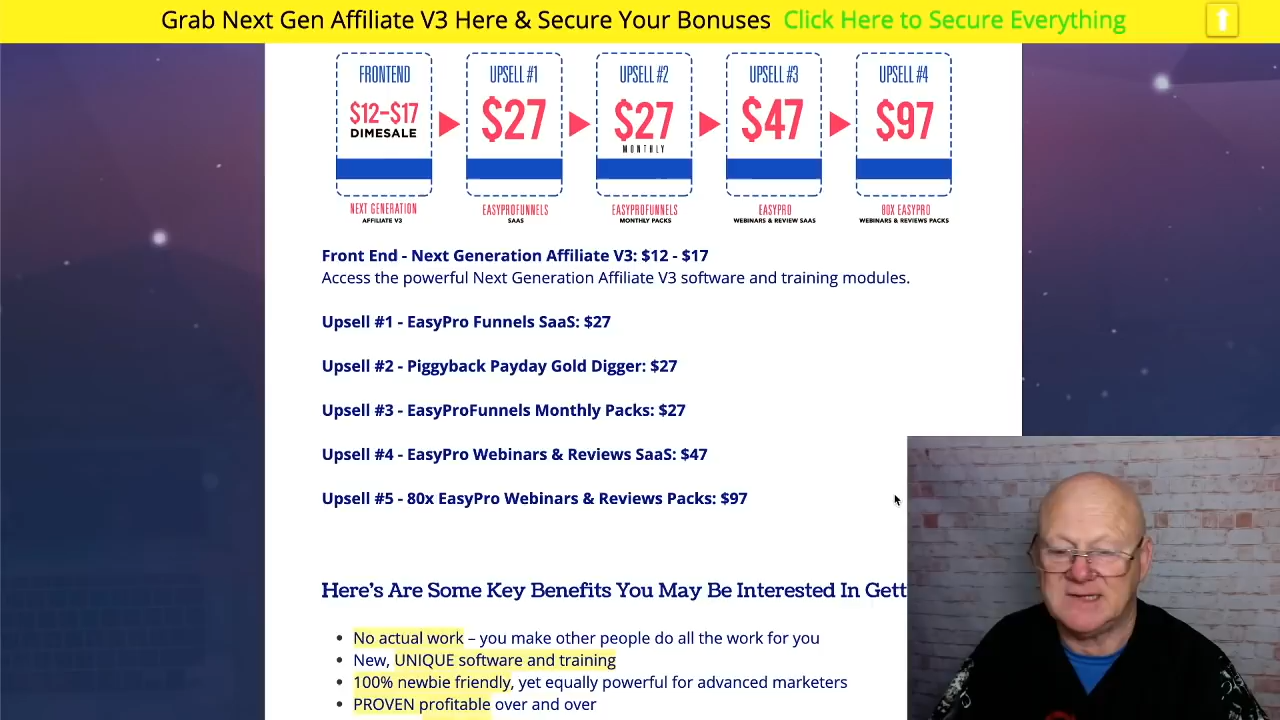 Grab Next Gen Affiliate V3 Here & Secure Your Bonuses Click Here to Secure Everything
FRONTEND
$12-$17
DIMESALE
NEXT GENERATION
AFFILIATE V3
UPSELL #1
$27
EASYPROFUNNELS
SAAS
UPSELL #2
$27
MONTHLY
EASYPROFUNNELS
MONTHLY PACKS
UPSELL #3
$47
EASYPRO
WEBINARS & REVIEW SAAS
UPSELL #4
$97
80X EASYPRO
WEBINARS & REVIEWS PACKS
Front End - Next Generation Affiliate V3: $12 - $17
Access the powerful Next Generation Affiliate V3 software and training modules.
Upsell #1 - EasyPro Funnels SaaS: $27
Upsell #2 - Piggyback Payday Gold Digger: $27
Upsell #3 - EasyProFunnels Monthly Packs: $27
Upsell #4 - EasyPro Webinars & Reviews SaaS: $47
Upsell #5 - 80x EasyPro Webinars & Reviews Packs: $97
Here's Are Some Key Benefits You May Be Interested In Gett
• No actual work – you make other people do all the work for you
• New, UNIQUE software and training
• 100% newbie friendly, yet equally powerful for advanced marketers
• PROVEN profitable over and over